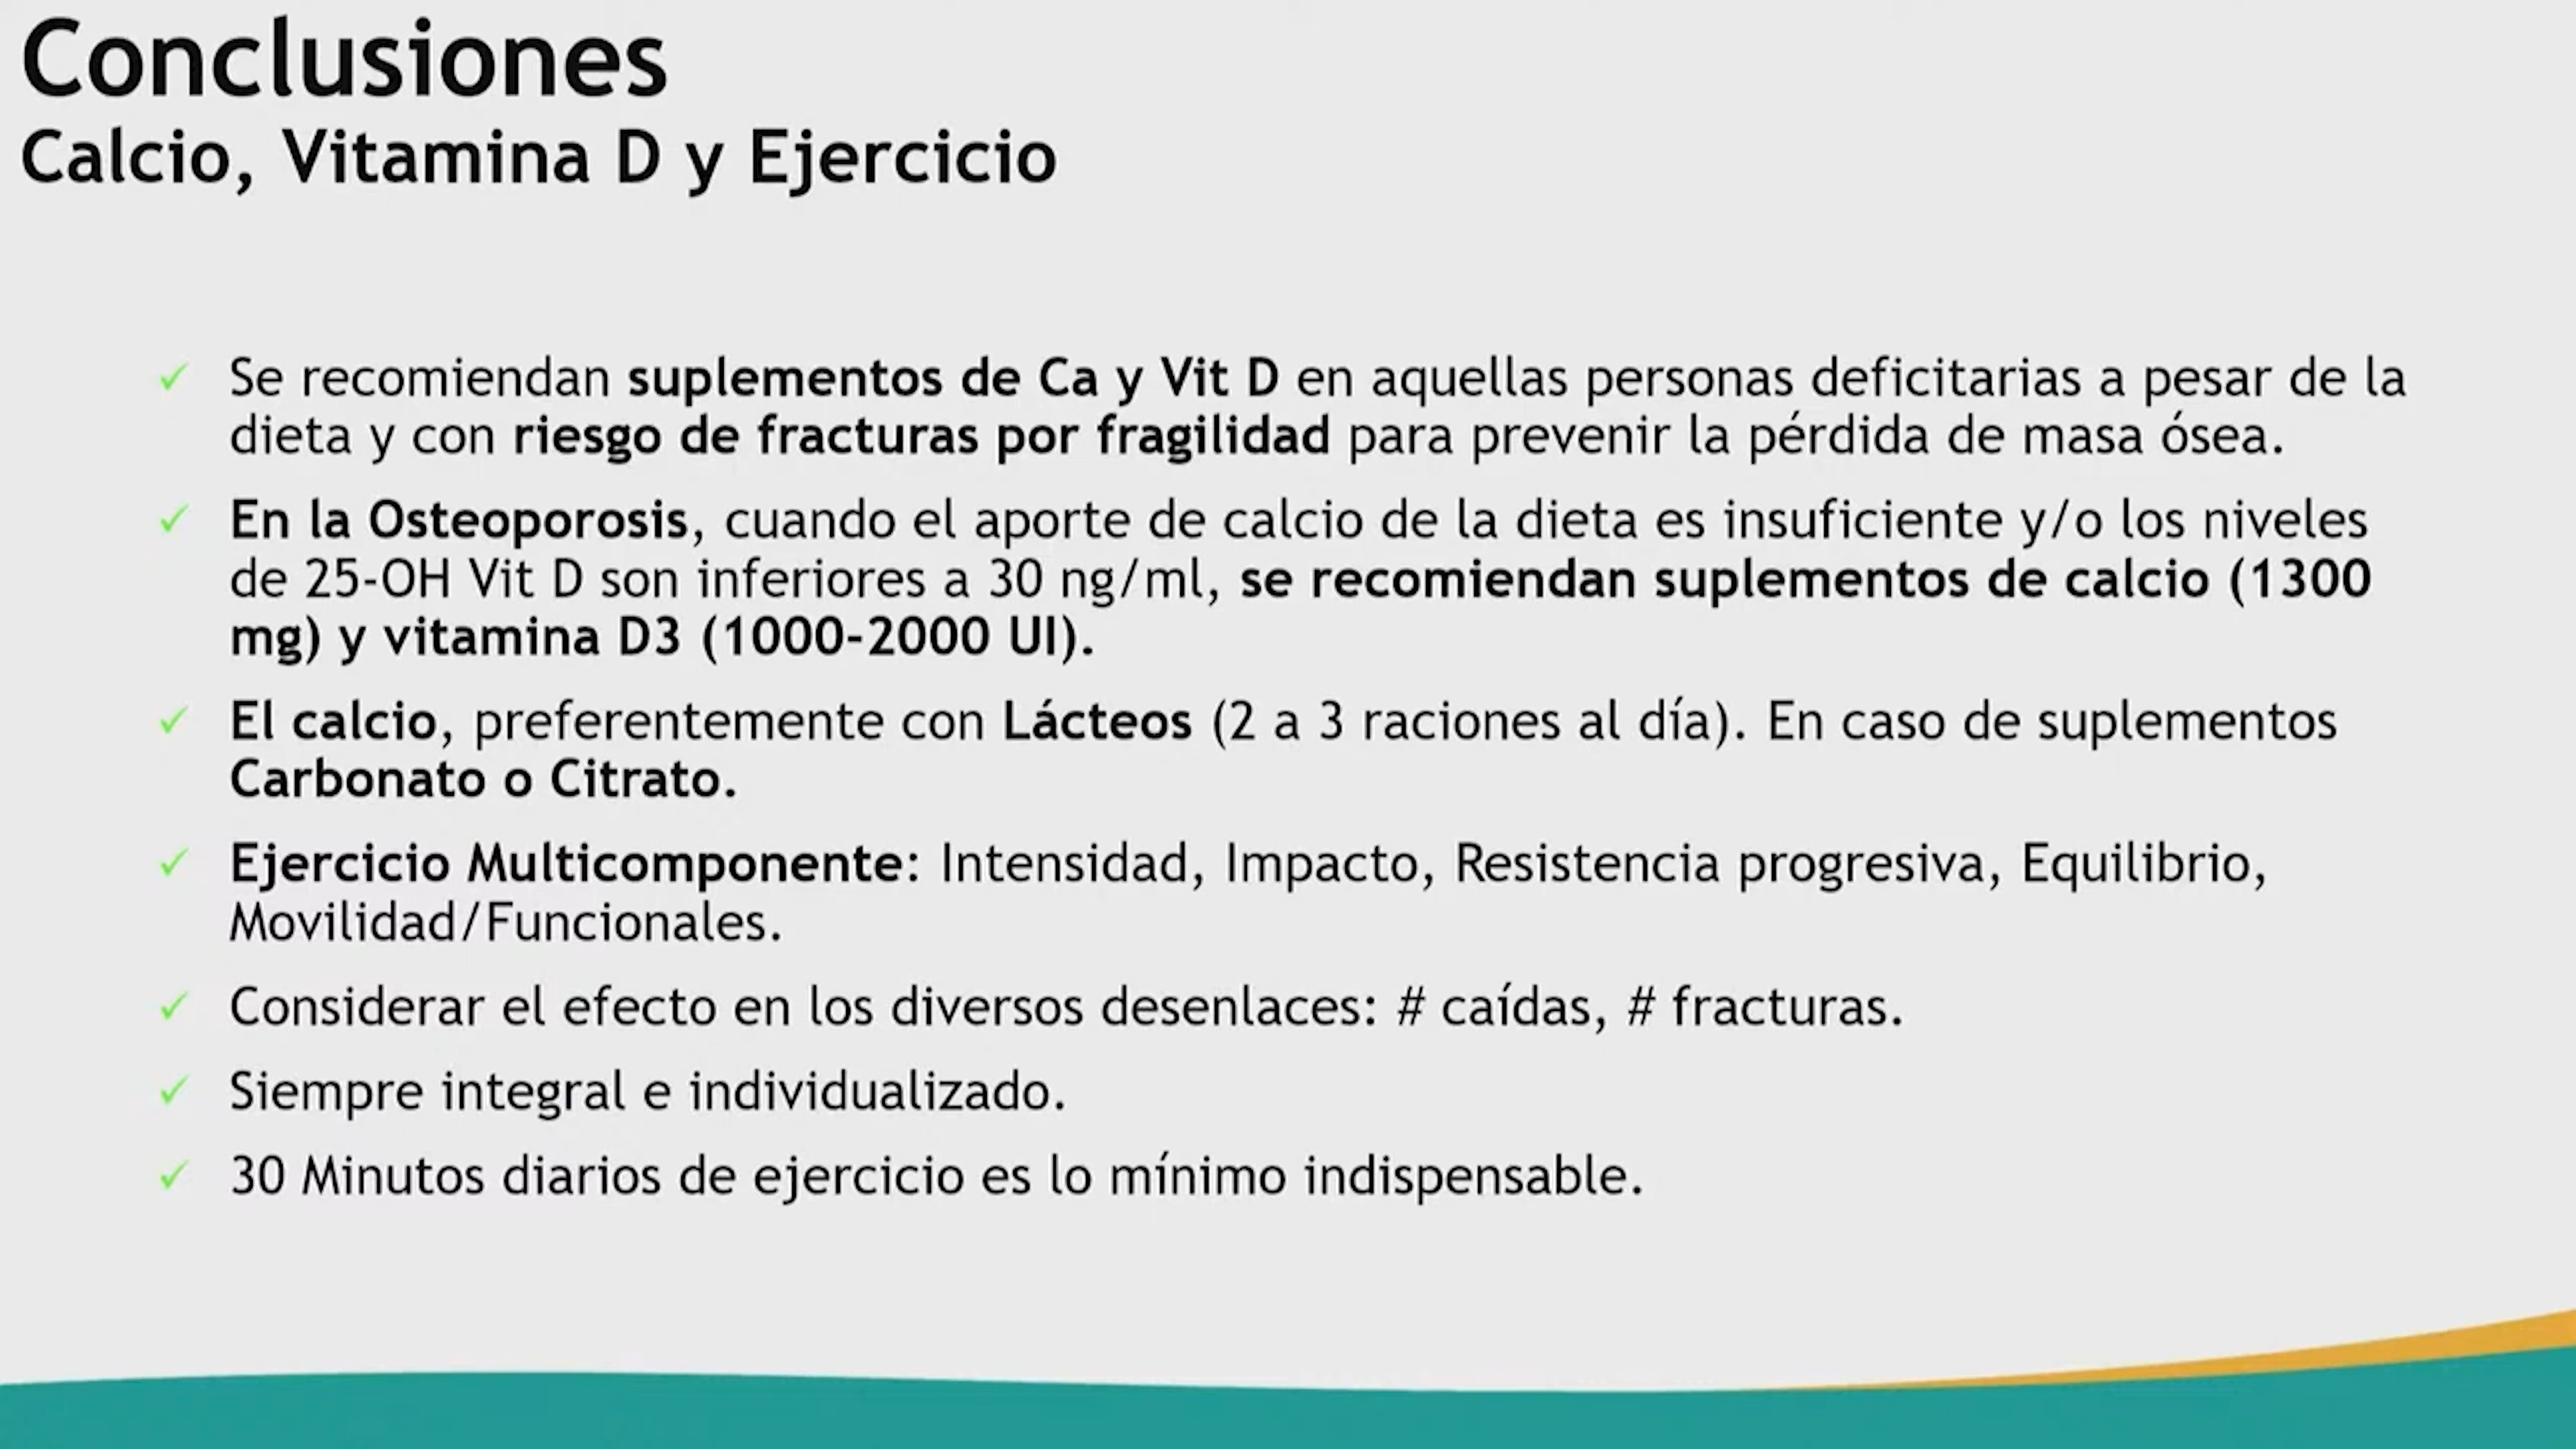 Conclusiones
Calcio, Vitamina D y Ejercicio
✓ Se recomiendan suplementos de Ca y Vit D en aquellas personas deficitarias a pesar de la
dieta y con riesgo de fracturas por fragilidad para prevenir la pérdida de masa ósea.
✓ En la Osteoporosis, cuando el aporte de calcio de la dieta es insuficiente y/o los niveles
de 25-OH Vit D son inferiores a 30 ng/ml, se recomiendan suplementos de calcio (1300
mg) y vitamina D3 (1000-2000 UI).
✓ El calcio, preferentemente con Lácteos (2 a 3 raciones al día). En caso de suplementos
Carbonato o Citrato.
✓ Ejercicio Multicomponente: Intensidad, Impacto, Resistencia progresiva, Equilibrio,
Movilidad/Funcionales.
✓ Considerar el efecto en los diversos desenlaces: # caídas, # fracturas.
✓ Siempre integral e individualizado.
✓ 30 Minutos diarios de ejercicio es lo mínimo indispensable.